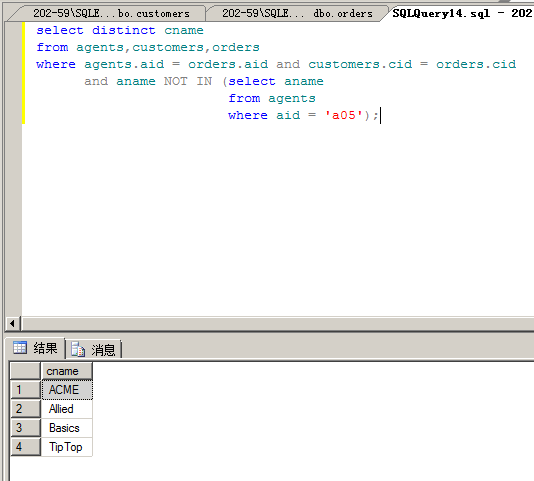 202-59\SQLE...bo.customers 202-59\SQLE... dbo.orders SQLQuery14.sql - 202
select distinct cname
from agents,customers,orders
where agents.aid = orders.aid and customers.cid = orders.cid
and aname NOT IN (select aname
from agents
where aid = 'a05');
结果 消息
cname
1 ACME
2 Allied
3 Basics
4 TipTop